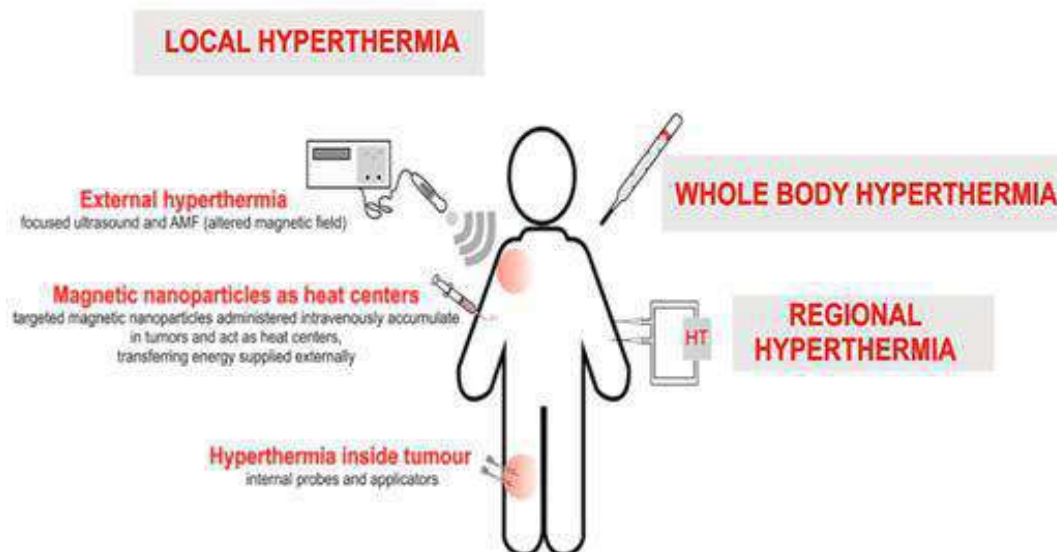 LOCAL HYPERTHERMIA
External hyperthermia
focused ultrasound and AMF (altered magnetic field)
Magnetic nanoparticles as heat centers
targeted magnetic nanoparticles administered intravenously accumulate
in tumors and act as heat centers,
transferring energy supplied externally
Hyperthermia inside tumour
internal probes and applicators
WHOLE BODY HYPERTHERMIA
HT
REGIONAL
HYPERTHERMIA